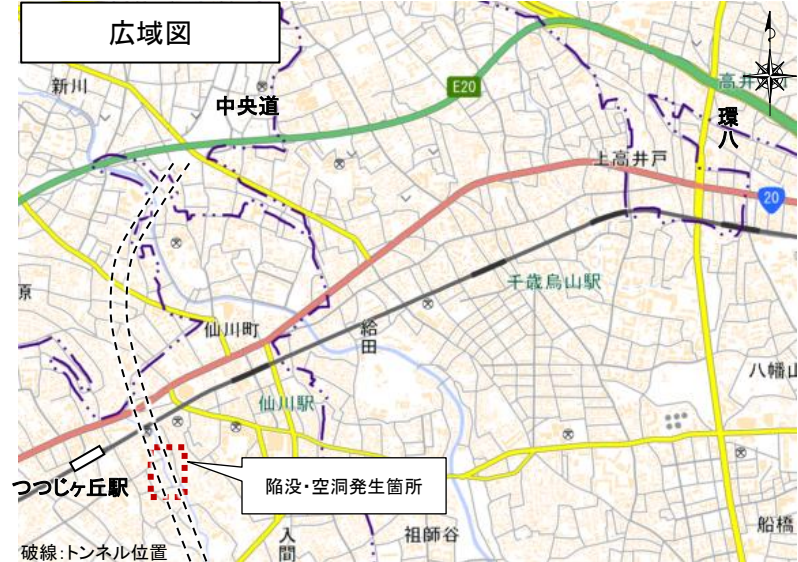 広域図
新川
中央道
E20
高井
環八
上高井戸
20
千歳烏山駅
原
仙川町
給田
仙川駅
八幡山
つつじヶ丘駅
陥没・空洞発生箇所
入間
祖師谷
船橋
破線:トンネル位置